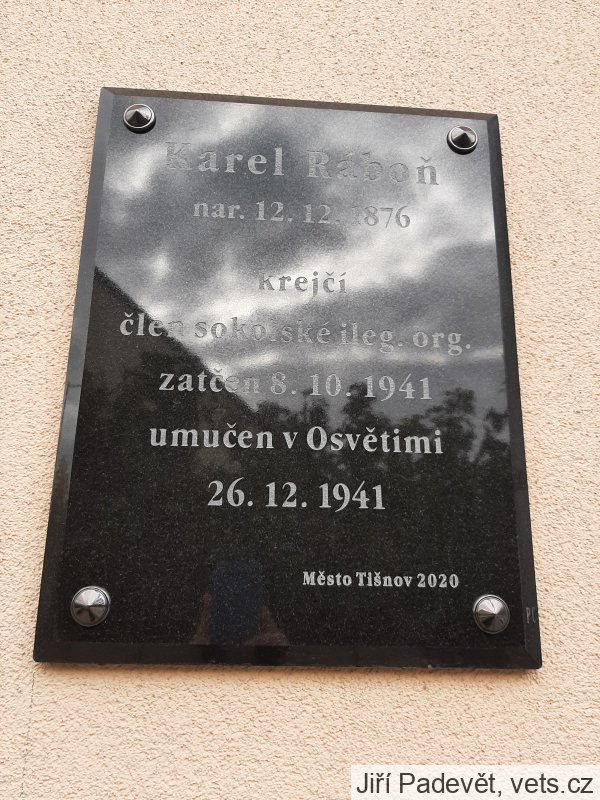 Karel Ráboň
nar. 12. 12. 1876
krejčí
člen sokolské ileg. org.
zatčen 8. 10. 1941
umučen v Osvětimi
26. 12. 1941
Město Tišnov 2020
Jiří Padevět, vets.cz